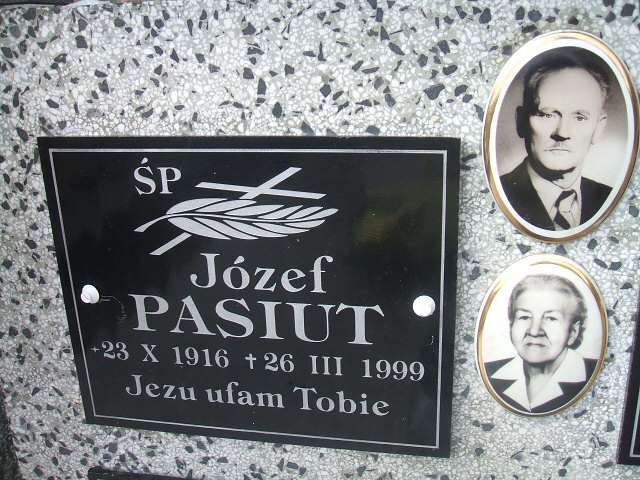 ŚP
Józef
PASIUT
*23 X 1916 †26 III 1999
Jezu ufam Tobie